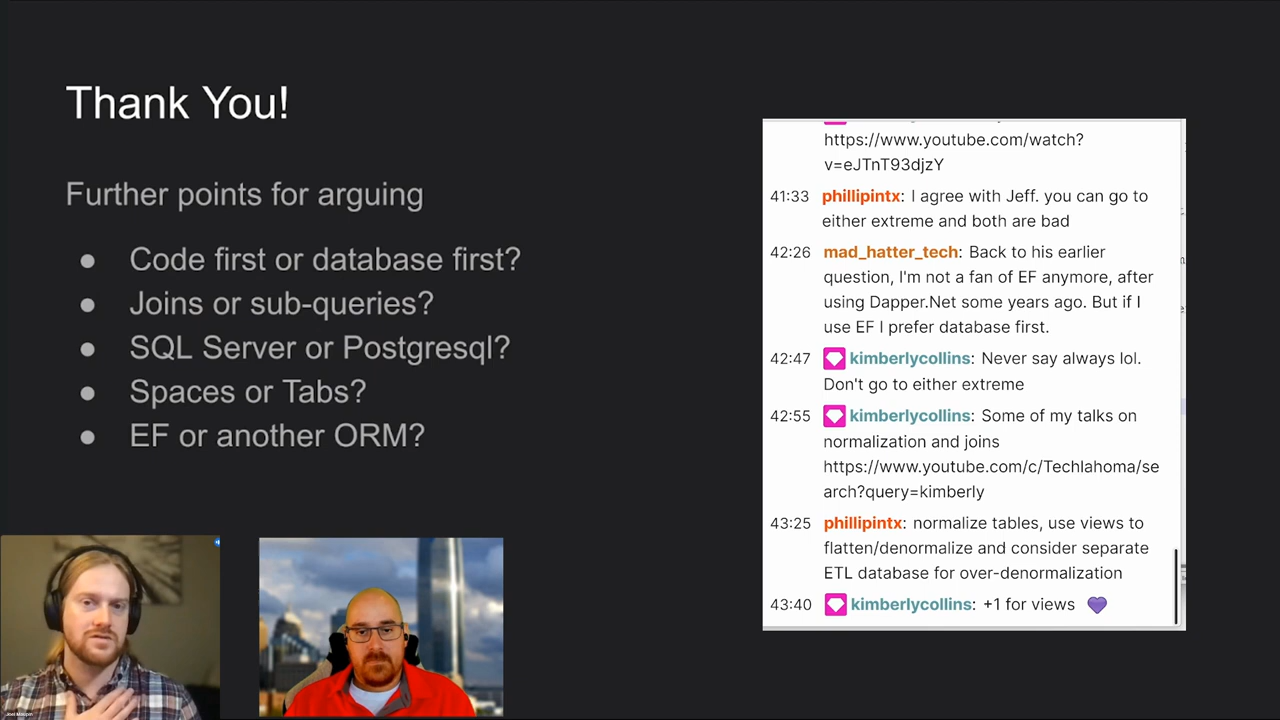 Thank You!
Further points for arguing
● Code first or database first?
● Joins or sub-queries?
● SQL Server or Postgresql?
● Spaces or Tabs?
● EF or another ORM?
https://www.youtube.com/watch?
v=eJTnT93djzY
41:33 phillipintx: I agree with Jeff. you can go to
either extreme and both are bad
42:26 mad_hatter_tech: Back to his earlier
question, I'm not a fan of EF anymore, after
using Dapper.Net some years ago. But if I
use EF I prefer database first.
42:47 kimberlycollins: Never say always lol.
Don't go to either extreme
42:55 kimberlycollins: Some of my talks on
normalization and joins
https://www.youtube.com/c/Techlahoma/se
arch?query=kimberly
43:25 phillipintx: normalize tables, use views to
flatten/denormalize and consider separate
ETL database for over-denormalization
43:40 kimberlycollins: +1 for views 💜